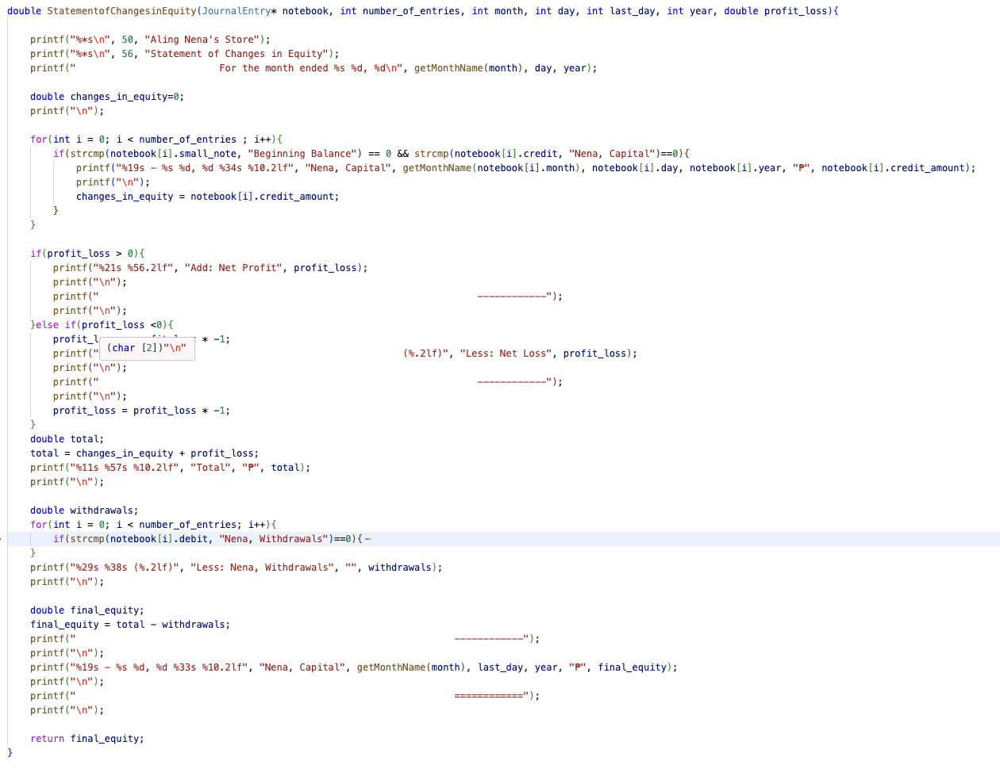 double StatementofChangesinEquity(JournalEntry* notebook, int number_of_entries, int month, int day, int last_day, int year, double profit_loss){
printf("%*s\n", 50, "Aling Nena's Store");
printf("%*s\n", 56, "Statement of Changes in Equity");
printf("                         For the month ended %s %d, %d\n", getMonthName(month), day, year);
double changes_in_equity=0;
printf("\n");
for(int i = 0; i < number_of_entries ; i++){
if(strcmp(notebook[i].small_note, "Beginning Balance") == 0 && strcmp(notebook[i].credit, "Nena, Capital")==0){
printf("%19s – %s %d, %d %34s %10.2lf", "Nena, Capital", getMonthName(notebook[i].month), notebook[i].day, notebook[i].year, "₱", notebook[i].credit_amount);
printf("\n");
changes_in_equity = notebook[i].credit_amount;
}
}
if(profit_loss > 0){
printf("%21s %56.2lf", "Add: Net Profit", profit_loss);
printf("\n");
printf("                                                                  ------------");
printf("\n");
}else if(profit_loss <0){
* -1;
(char [2])"\n"
printf(" (%.2lf)", "Less: Net Loss", profit_loss);
printf("\n");
printf("                                                                  ------------");
printf("\n");
profit_loss = profit_loss * -1;
}
double total;
total = changes_in_equity + profit_loss;
printf("%11s %57s %10.2lf", "Total", "₱", total);
printf("\n");
double withdrawals;
for(int i = 0; i < number_of_entries; i++){
if(strcmp(notebook[i].debit, "Nena, Withdrawals")==0){⋯
}
printf("%29s %38s (%.2lf)", "Less: Nena, Withdrawals", "", withdrawals);
printf("\n");
double final_equity;
final_equity = total - withdrawals;
printf("                                                                  ------------");
printf("\n");
printf("%19s – %s %d, %d %33s %10.2lf", "Nena, Capital", getMonthName(month), last_day, year, "₱", final_equity);
printf("\n");
printf("                                                                  ============");
printf("\n");
return final_equity;
}